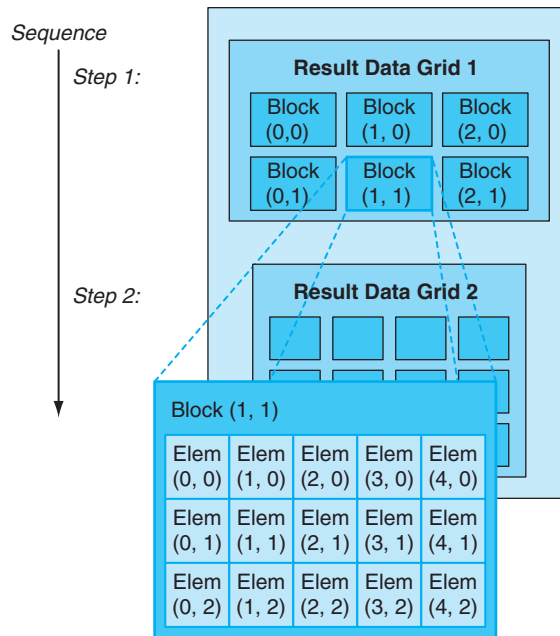 Sequence
Step 1:
Result Data Grid 1
Block Block Block
(0,0) (1, 0) (2, 0)
Block Block Block
(0,1) (1, 1) (2, 1)
Step 2:
Result Data Grid 2
Block (1, 1)
Elem Elem Elem Elem Elem
(0, 0) (1, 0) (2, 0) (3, 0) (4, 0)
Elem Elem Elem Elem Elem
(0, 1) (1, 1) (2, 1) (3, 1) (4, 1)
Elem Elem Elem Elem Elem
(0, 2) (1, 2) (2, 2) (3, 2) (4, 2)